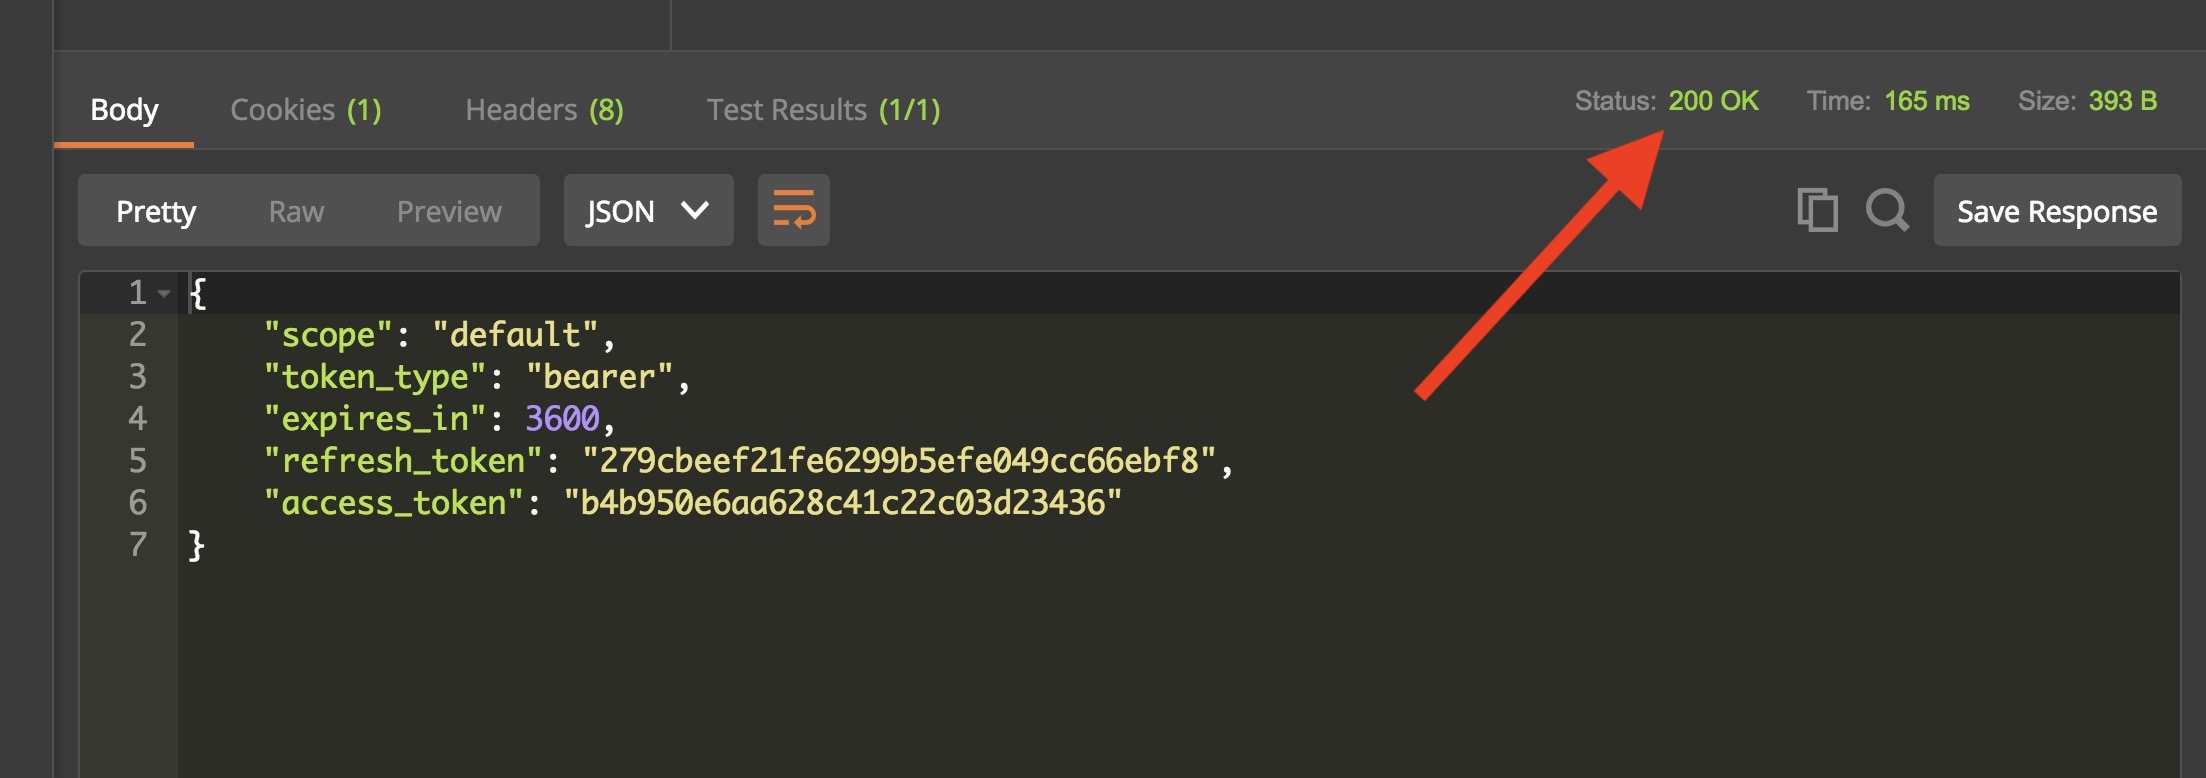 Body Cookies (1) Headers (8) Test Results (1/1) Status: 200 OK Time: 165 ms Size: 393 B
Pretty Raw Preview JSON Save Response
1 {
2 "scope": "default",
3 "token_type": "bearer",
4 "expires_in": 3600,
5 "refresh_token": "279cbeef21fe6299b5efe049cc66ebf8",
6 "access_token": "b4b950e6aa628c41c22c03d23436"
7 }